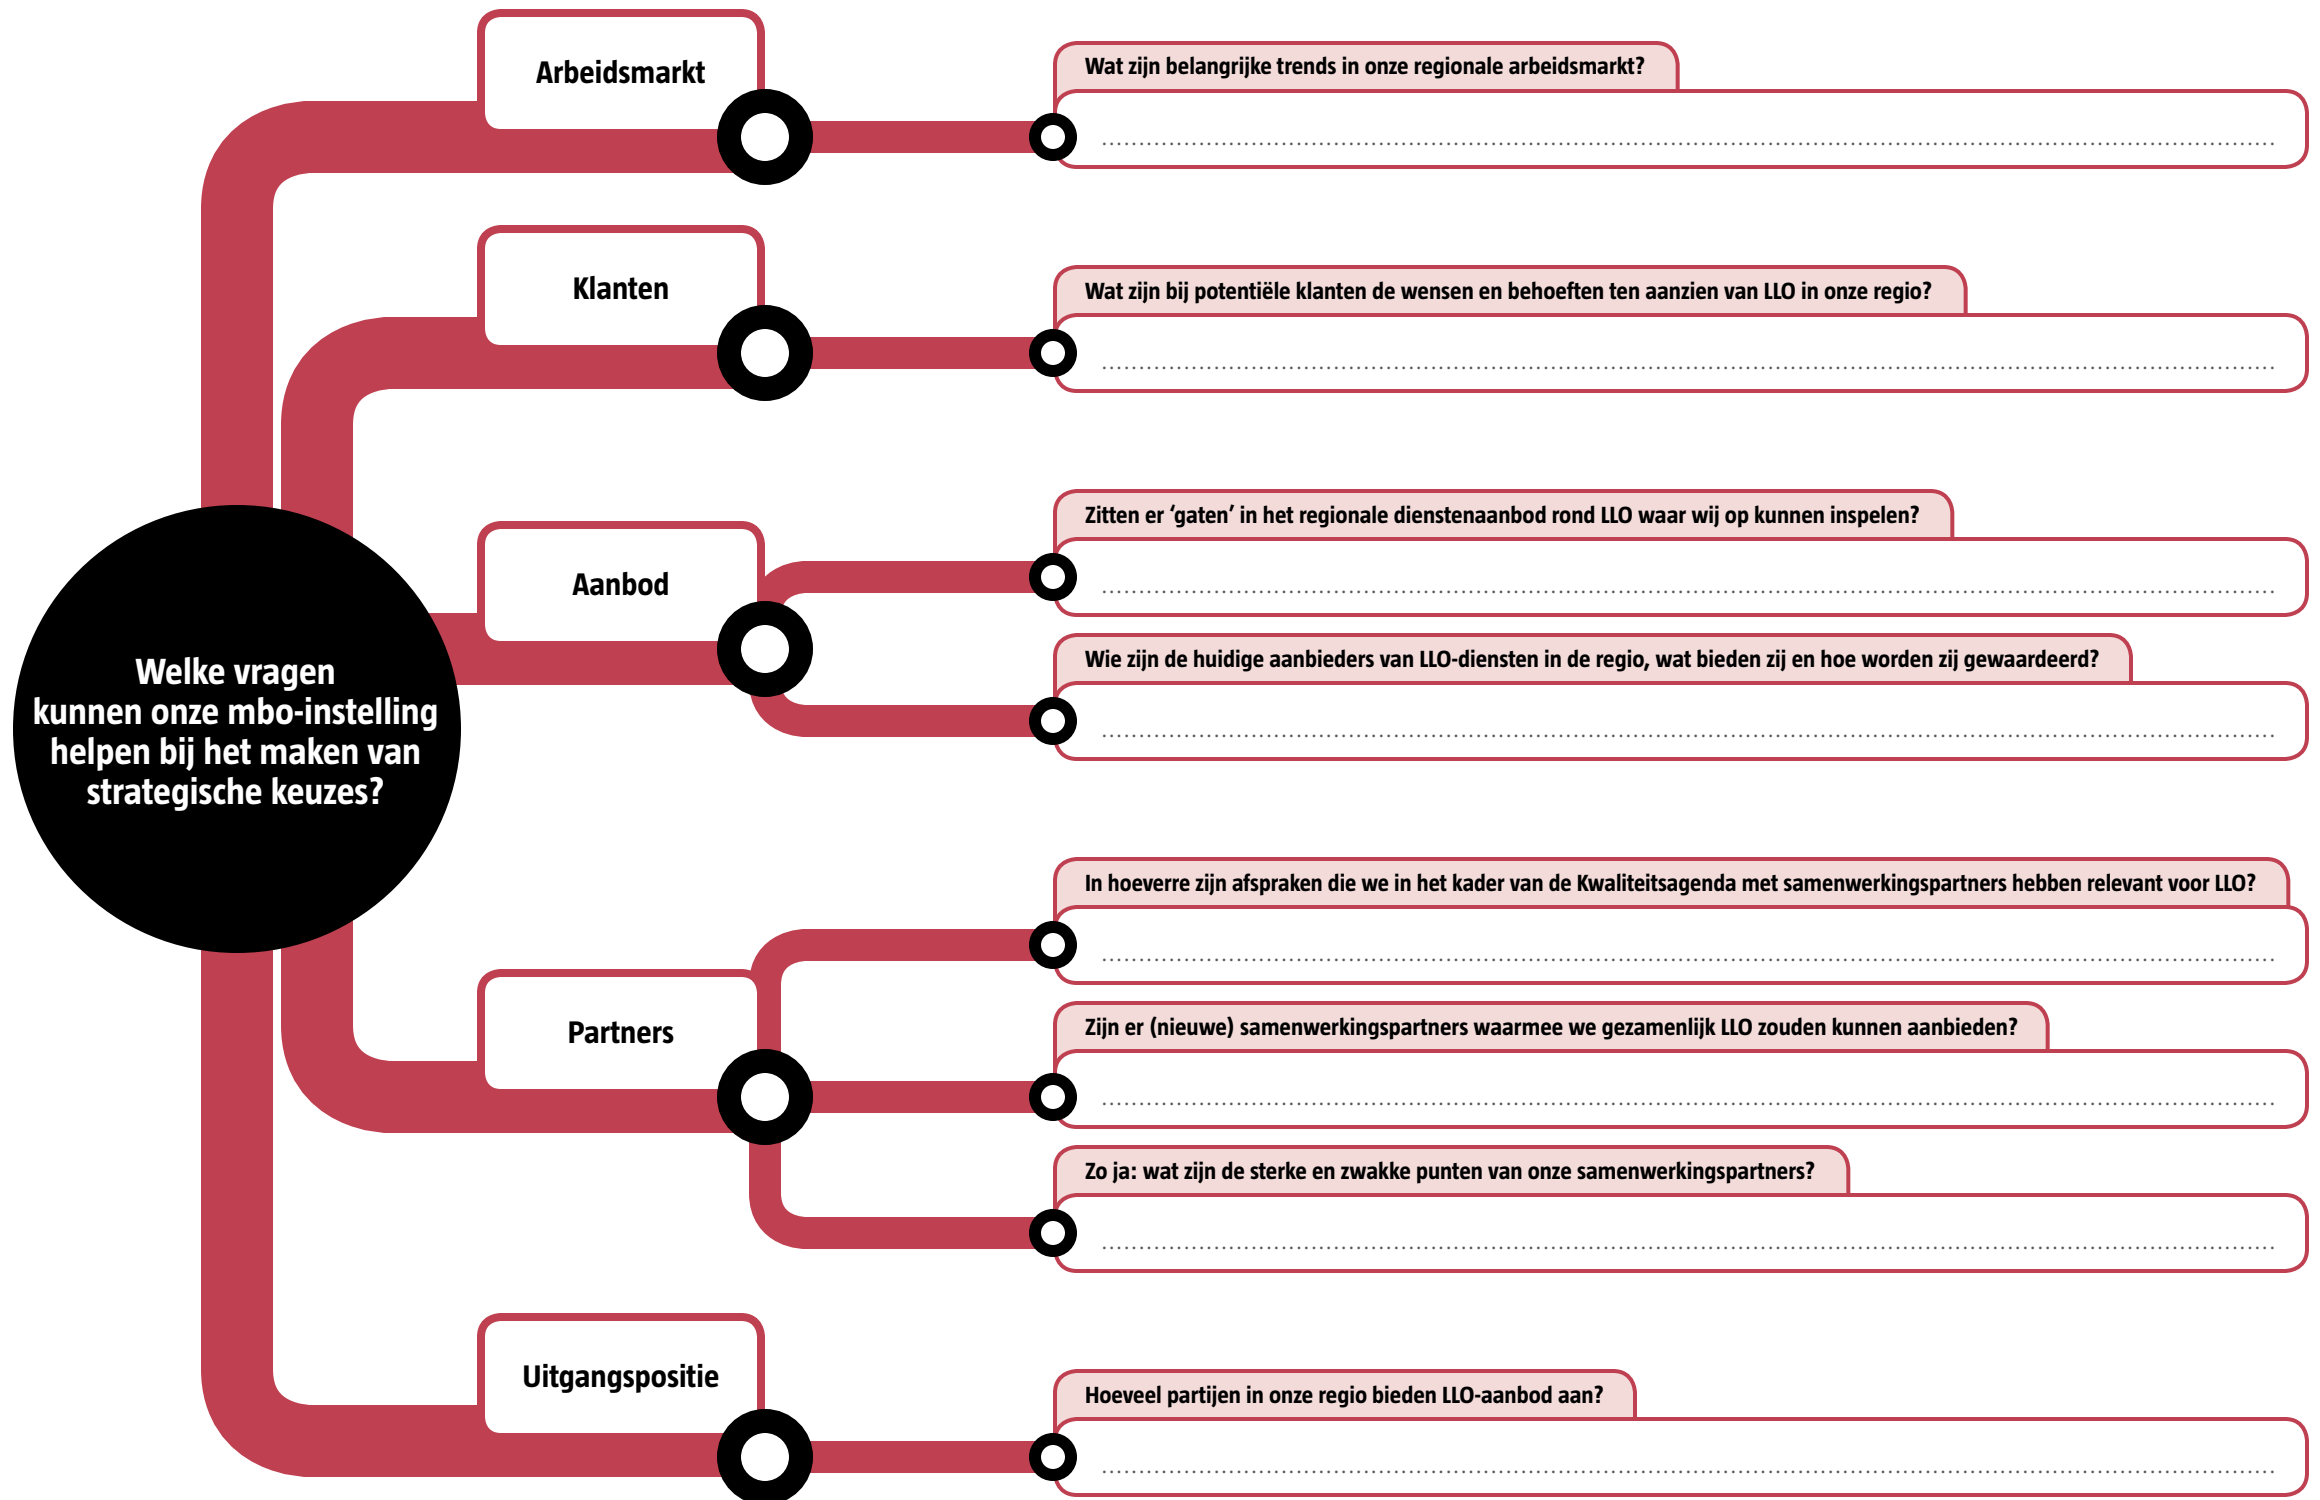 Welke vragen
kunnen onze mbo-instelling
helpen bij het maken van
strategische keuzes?
Arbeidsmarkt
Wat zijn belangrijke trends in onze regionale arbeidsmarkt?
Klanten
Wat zijn bij potentiële klanten de wensen en behoeften ten aanzien van LLO in onze regio?
Aanbod
Zitten er ‘gaten’ in het regionale dienstenaanbod rond LLO waar wij op kunnen inspelen?
Wie zijn de huidige aanbieders van LLO-diensten in de regio, wat bieden zij en hoe worden zij gewaardeerd?
Partners
In hoeverre zijn afspraken die we in het kader van de Kwaliteitsagenda met samenwerkingspartners hebben relevant voor LLO?
Zijn er (nieuwe) samenwerkingspartners waarmee we gezamenlijk LLO zouden kunnen aanbieden?
Zo ja: wat zijn de sterke en zwakke punten van onze samenwerkingspartners?
Uitgangspositie
Hoeveel partijen in onze regio bieden LLO-aanbod aan?